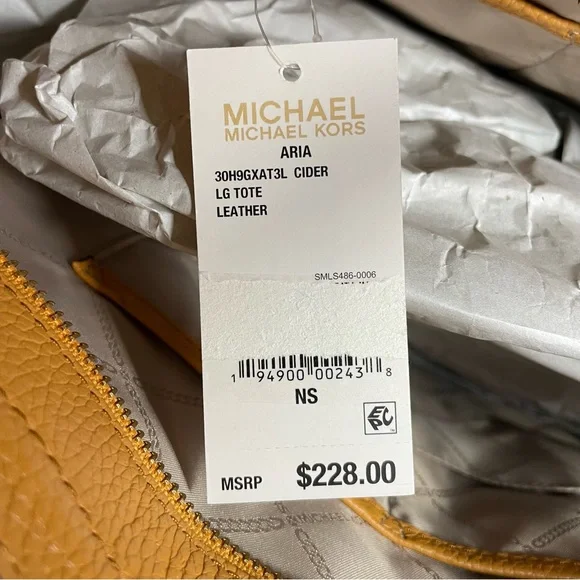 MICHAEL
MICHAEL KORS
ARIA
30H9GXAT3L CIDER
LG TOTE
LEATHER
SMLS486-0006
1 94900 00243 8
NS
EPC
MSRP $228.00